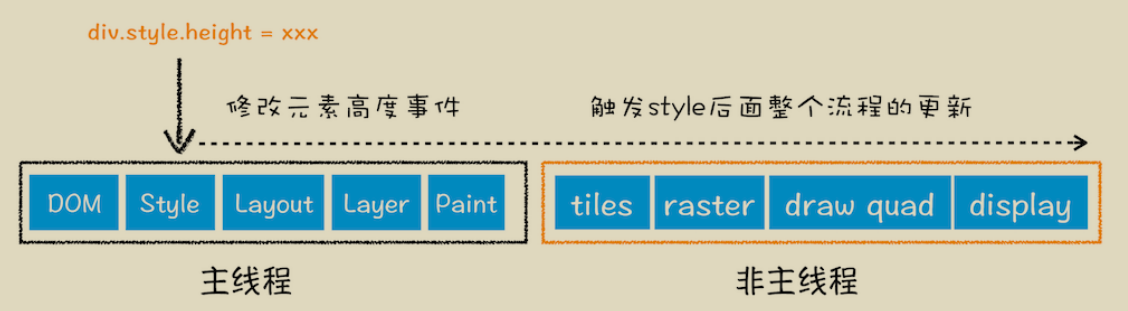 div.style.height = xxx
修改元素高度事件
触发style后面整个流程的更新
DOM
Style
Layout
Layer
Paint
tiles
raster
draw quad
display
主线程
非主线程